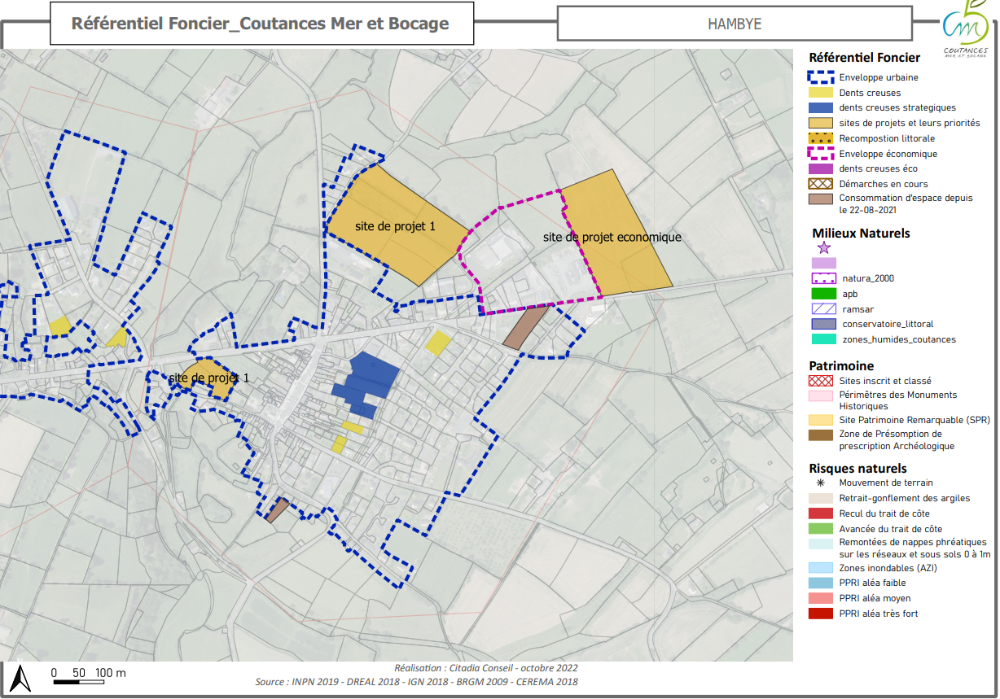 Référentiel Foncier_Coutances Mer et Bocage
HAMBYE
COUTANCES
MER ET BOCAGE
site de projet 1
site de projet economique
site de projet 1
Référentiel Foncier
Enveloppe urbaine
Dents creuses
dents creuses strategiques
sites de projets et leurs priorités
Recompostion littorale
Enveloppe économique
dents creuses éco
Démarches en cours
Consommation d'espace depuis
le 22-08-2021
Milieux Naturels
natura_2000
apb
ramsar
conservatoire_littoral
zones_humides_coutances
Patrimoine
Sites inscrit et classé
Périmêtres des Monuments
Historiques
Site Patrimoine Remarquable (SPR)
Zone de Présomption de
prescription Archéologique
Risques naturels
Mouvement de terrain
Retrait-gonflement des argiles
Recul du trait de côte
Avancée du trait de côte
Remontées de nappes phréatiques
sur les réseaux et sous sols 0 à 1m
Zones inondables (AZI)
PPRI aléa faible
PPRI aléa moyen
PPRI aléa très fort
0 50 100 m
Réalisation : Citadia Conseil - octobre 2022
Source : INPN 2019 - DREAL 2018 - IGN 2018 - BRGM 2009 - CEREMA 2018